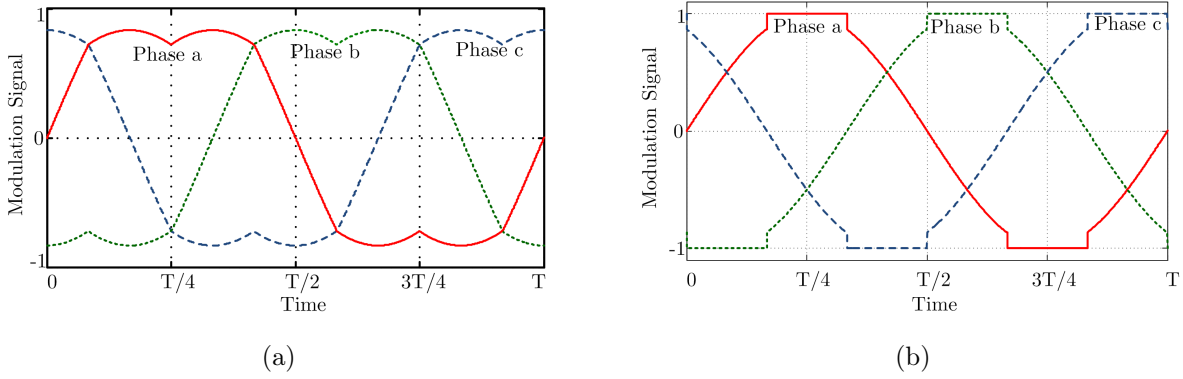 1
Phase a
Phase b
Phase c
Modulation Signal
0
-1
0
T/4
T/2
3T/4
T
Time
(a)
1
Phase a
Phase b
Phase c
Modulation Signal
0
-1
0
T/4
T/2
3T/4
T
Time
(b)